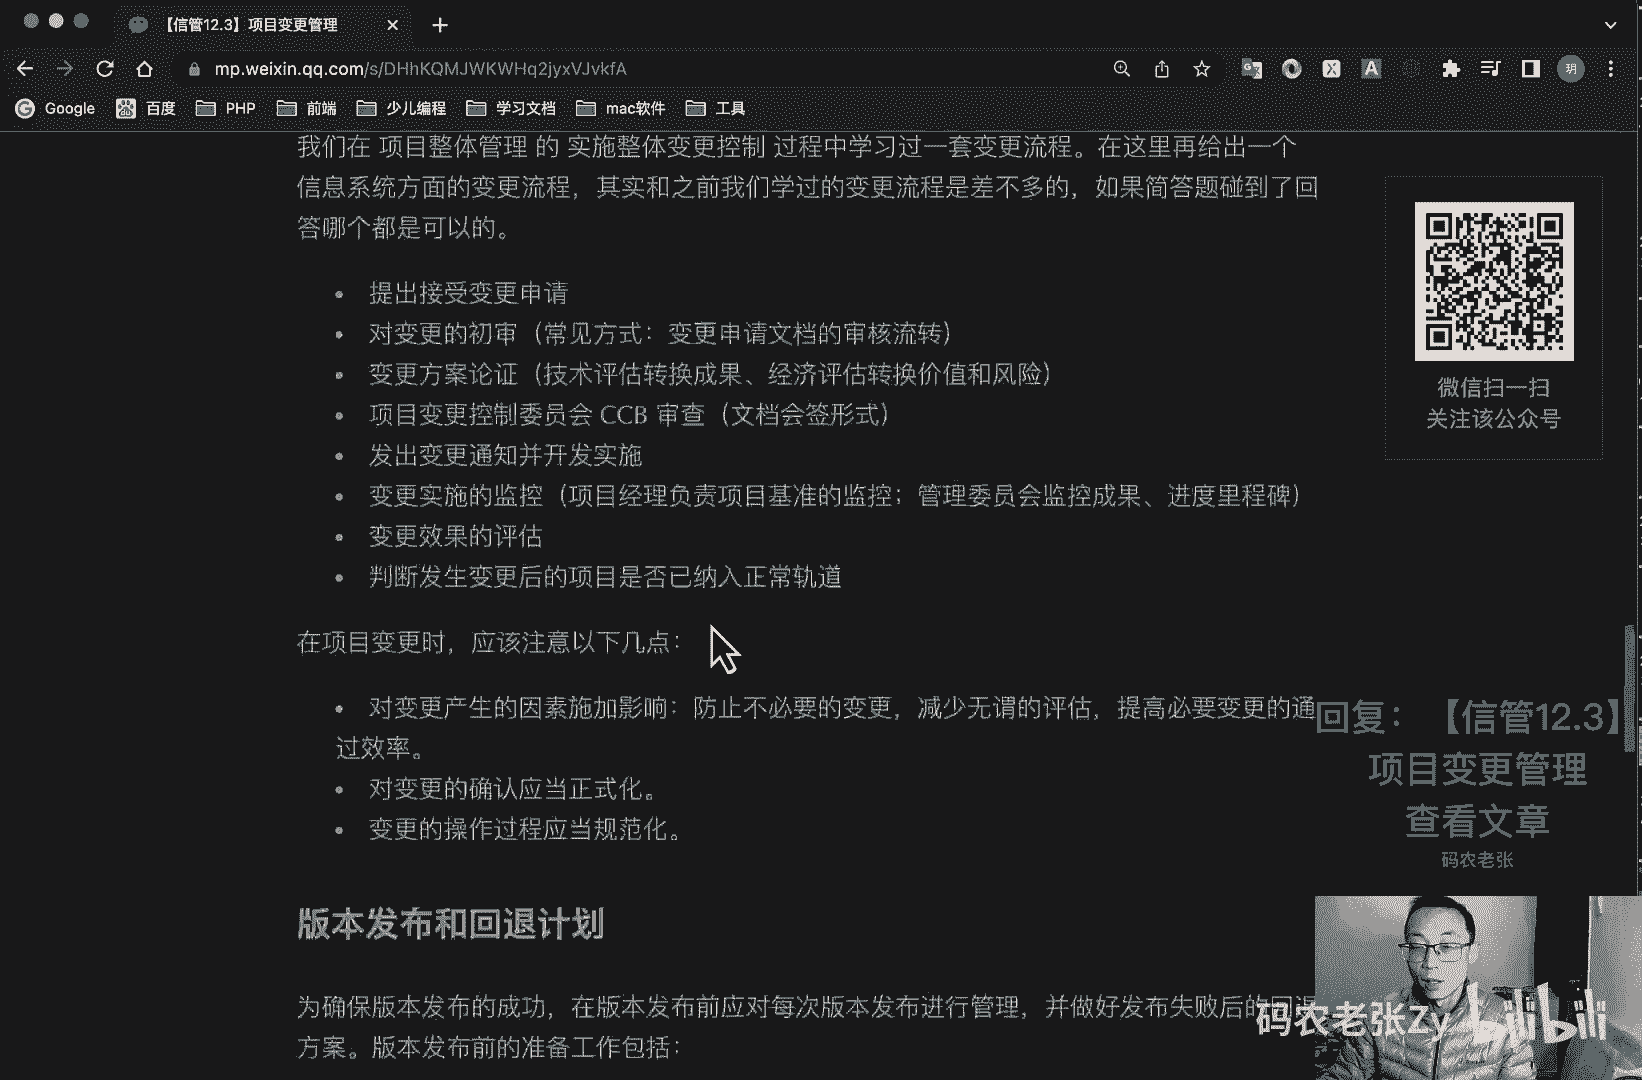 【信管12.3】项目变更管理
mp.weixin.qq.com/s/DHhKQMJWKWHq2jyxVJvkfA
玥
Google
百度
PHP
前端
少儿编程
学习文档
mac软件
工具
我们在 项目整体管理 的 实施整体变更控制 过程中学习过一套变更流程。在这里再给出一个
信息系统方面的变更流程，其实和之前我们学过的变更流程是差不多的，如果简答题碰到了回
答哪个都是可以的。
• 提出接受变更申请
• 对变更的初审（常见方式：变更申请文档的审核流转）
• 变更方案论证（技术评估转换成果、经济评估转换价值和风险）
• 项目变更控制委员会 CCB 审查（文档会签形式）
• 发出变更通知并开发实施
• 变更实施的监控（项目经理负责项目基准的监控；管理委员会监控成果、进度里程碑）
• 变更效果的评估
• 判断发生变更后的项目是否已纳入正常轨道
在项目变更时，应该注意以下几点：
• 对变更产生的因素施加影响：防止不必要的变更，减少无谓的评估，提高必要变更的通
过效率。
• 对变更的确认应当正式化。
• 变更的操作过程应当规范化。
版本发布和回退计划
为确保版本发布的成功，在版本发布前应对每次版本发布进行管理，并做好发布失败后的回退
方案。版本发布前的准备工作包括：
微信扫一扫
关注该公众号
回复：【信管12.3】
项目变更管理
查看文章
码农老张
码农老张Zy
bilibili